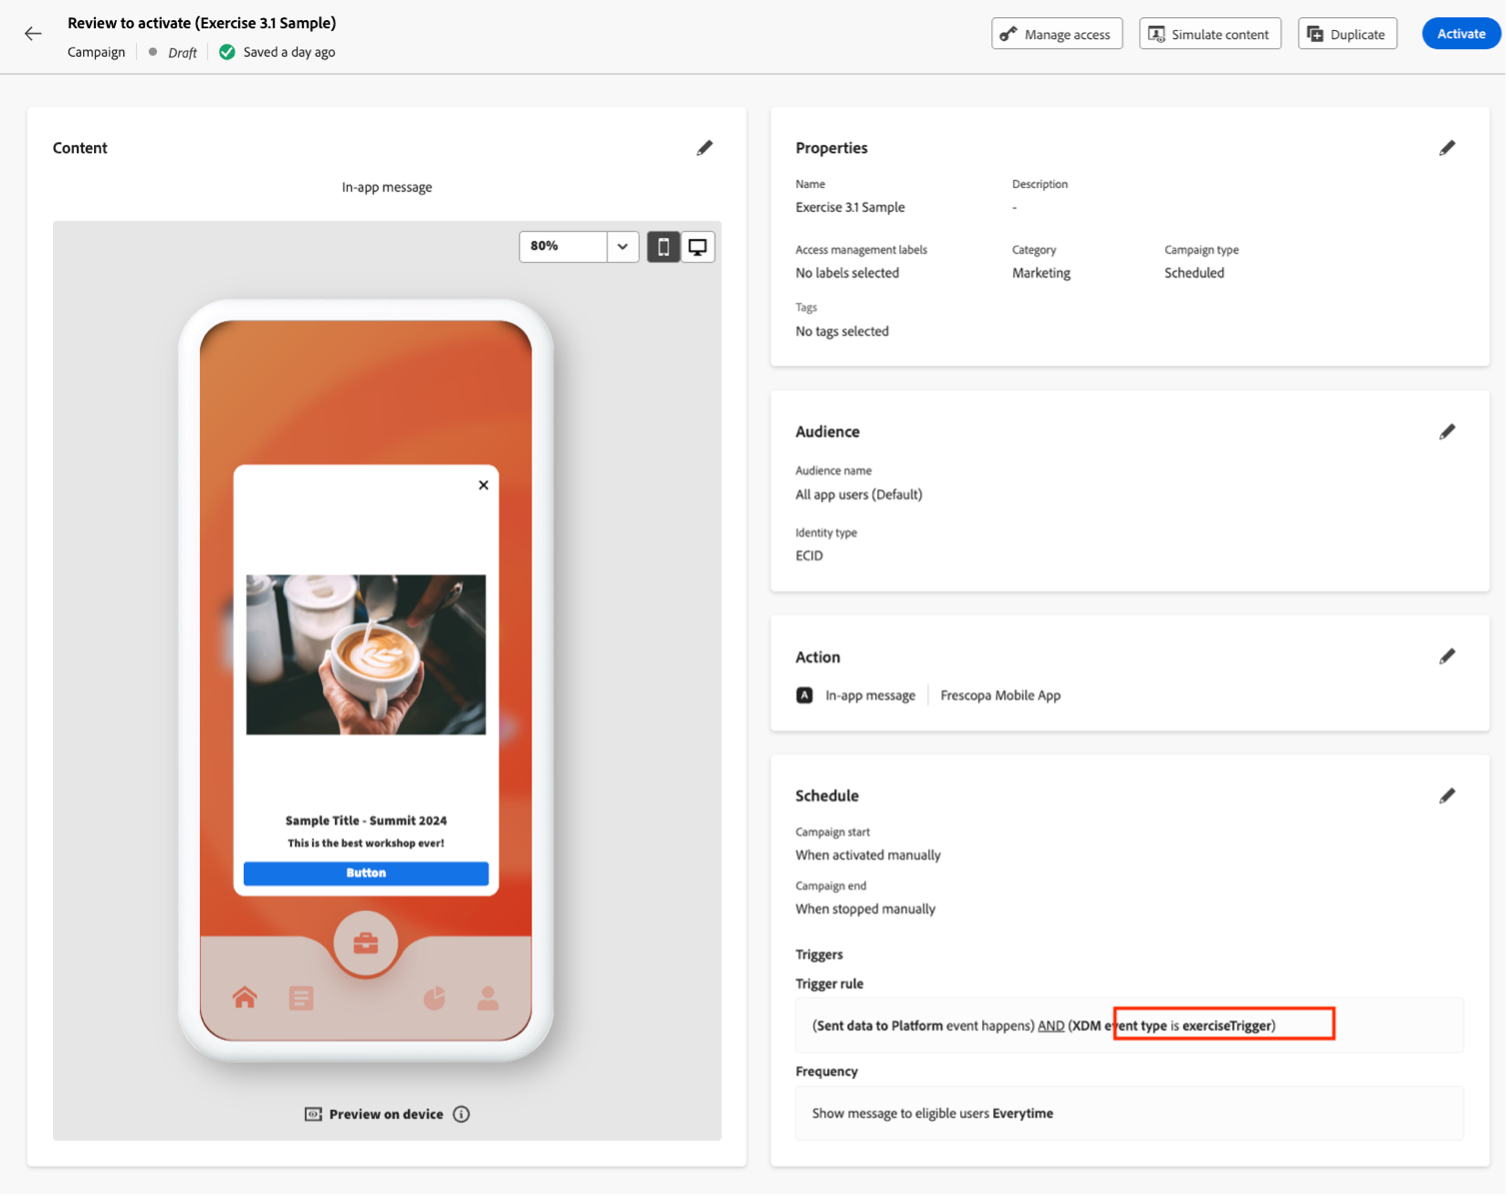 Review to activate (Exercise 3.1 Sample)
Campaign
Draft
Saved a day ago
Manage access
Simulate content
Duplicate
Activate
Content
In-app message
80%
Sample Title - Summit 2024
This is the best workshop ever!
Button
Preview on device
Properties
Name
Description
Exercise 3.1 Sample
-
Access management labels
Category
Campaign type
No labels selected
Marketing
Scheduled
Tags
No tags selected
Audience
Audience name
All app users (Default)
Identity type
ECID
Action
In-app message
Frescopa Mobile App
Schedule
Campaign start
When activated manually
Campaign end
When stopped manually
Triggers
Trigger rule
(Sent data to Platform event happens) AND (XDM event type is exerciseTrigger)
Frequency
Show message to eligible users Everytime